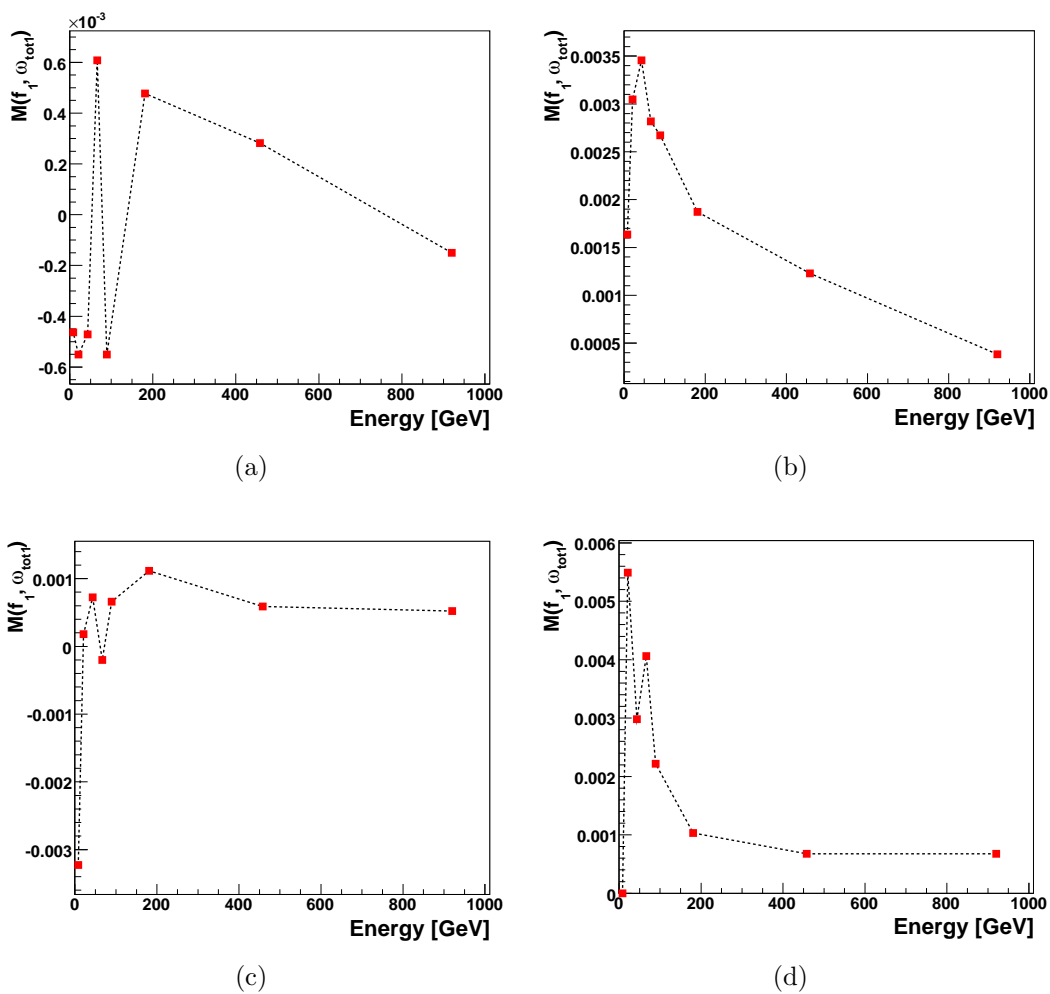 ×10⁻³
M(f₁, ω_tot1)
0.6
0.4
0.2
0
-0.2
-0.4
-0.6
0 200 400 600 800 1000
Energy [GeV]
(a)
M(f₁, ω_tot1)
0.0035
0.003
0.0025
0.002
0.0015
0.001
0.0005
0 200 400 600 800 1000
Energy [GeV]
(b)
M(f₁, ω_tot1)
0.001
0
-0.001
-0.002
-0.003
0 200 400 600 800 1000
Energy [GeV]
(c)
M(f₁, ω_tot1)
0.006
0.005
0.004
0.003
0.002
0.001
0
0 200 400 600 800 1000
Energy [GeV]
(d)